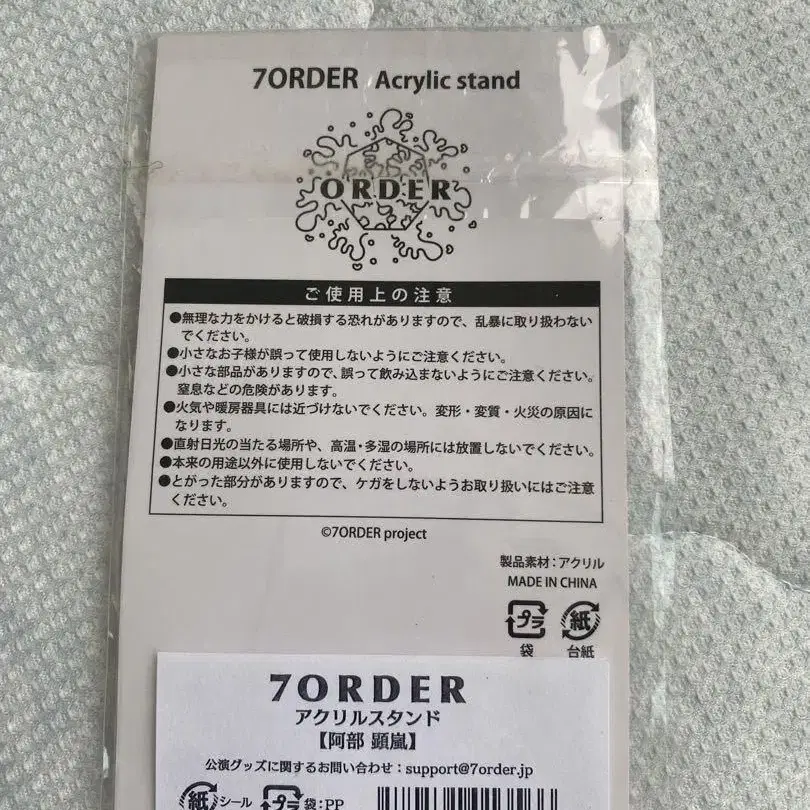 7ORDER Acrylic stand
ORDER
ご使用上の注意
●無理な力をかけると破損する恐れがありますので、乱暴に取り扱わない
でください。
●小さなお子様が誤って使用しないようにご注意ください。
●小さな部品がありますので、誤って飲み込まないようにご注意ください。
窒息などの危険があります。
●火気や暖房器具には近づけないでください。変形・変質・火災の原因に
なります。
●直射日光の当たる場所や、高温・多湿の場所には放置しないでください。
●本来の用途以外に使用しないでください。
●とがった部分がありますので、ケガをしないようお取り扱いにはご注意
ください。
©7ORDER project
製品素材：アクリル
MADE IN CHINA
プラ 紙
袋 台紙
7ORDER
アクリルスタンド
【阿部 顕嵐】
公演グッズに関するお問い合わせ：support@7order.jp
紙 シール プラ 袋：PP